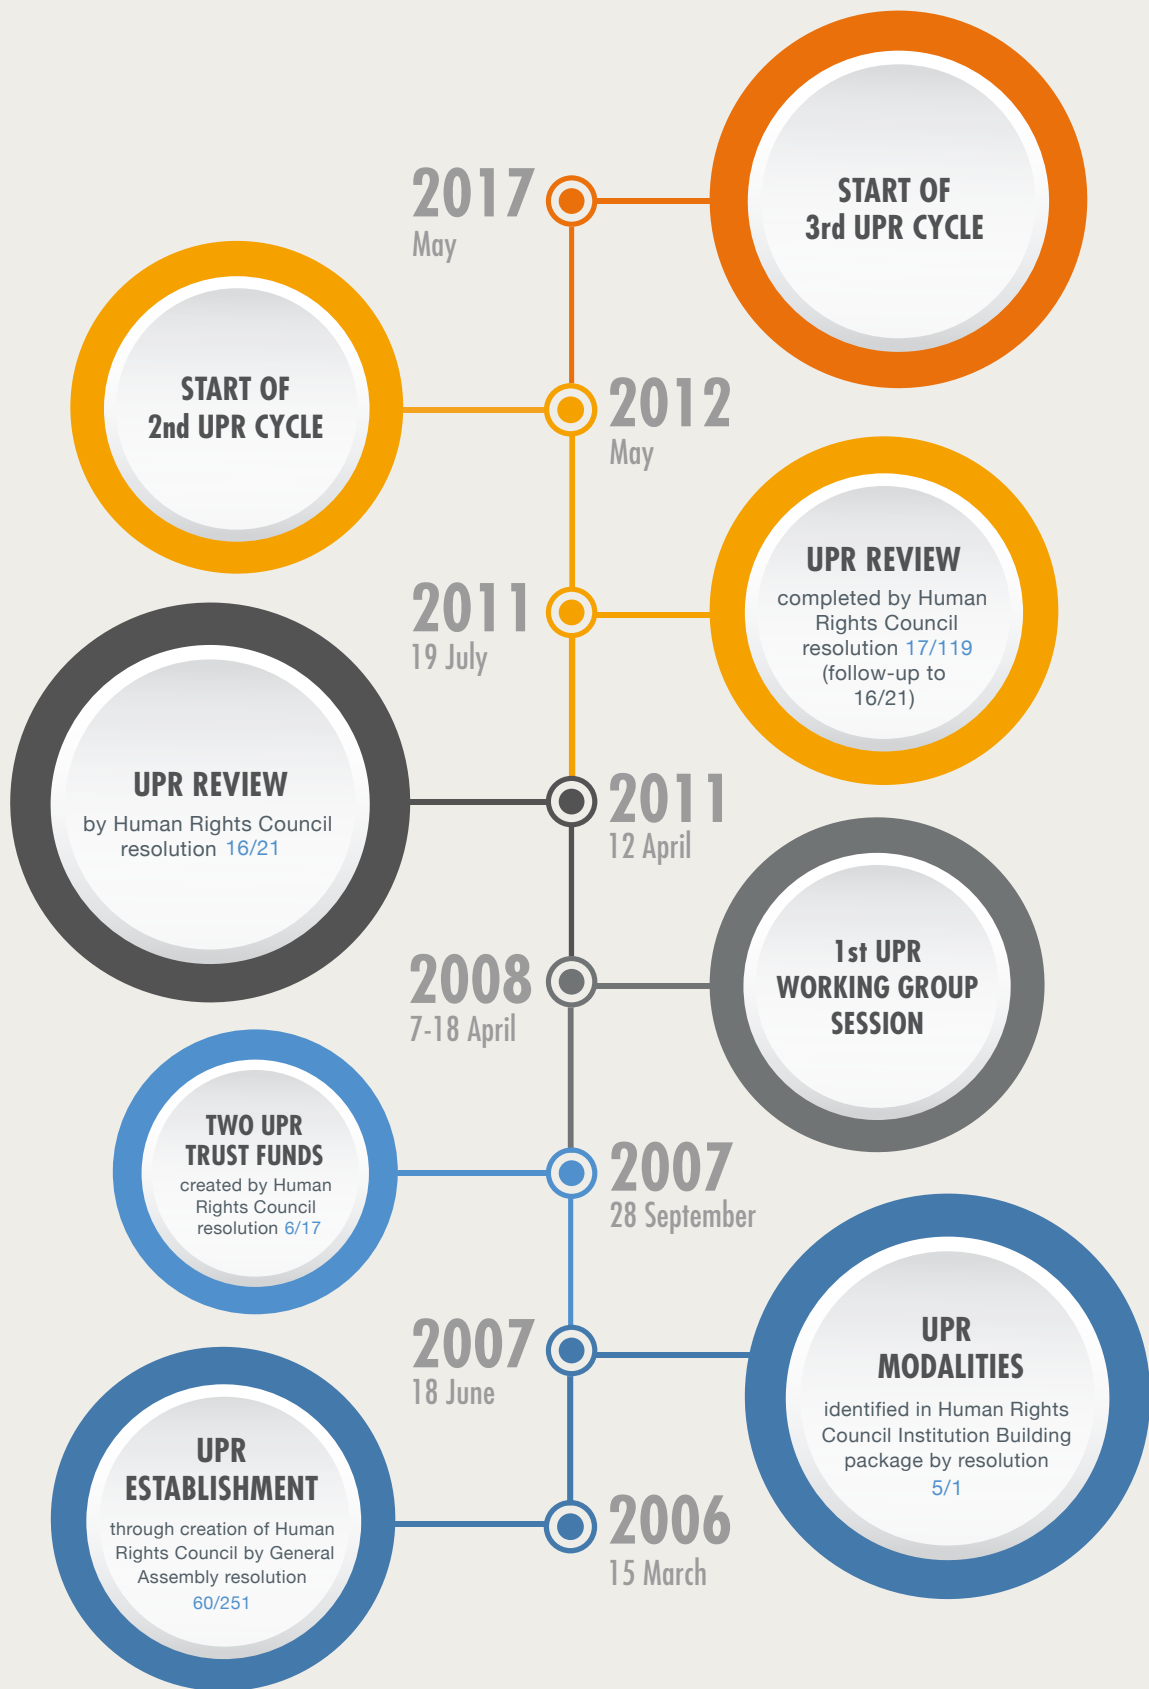 2017
May
START OF
3rd UPR CYCLE
START OF
2nd UPR CYCLE
2012
May
2011
19 July
UPR REVIEW
completed by Human
Rights Council
resolution 17/119
(follow-up to
16/21)
UPR REVIEW
by Human Rights Council
resolution 16/21
2011
12 April
2008
7-18 April
1st UPR
WORKING GROUP
SESSION
TWO UPR
TRUST FUNDS
created by Human
Rights Council
resolution 6/17
2007
28 September
2007
18 June
UPR
MODALITIES
identified in Human Rights
Council Institution Building
package by resolution
5/1
UPR
ESTABLISHMENT
through creation of Human
Rights Council by General
Assembly resolution
60/251
2006
15 March